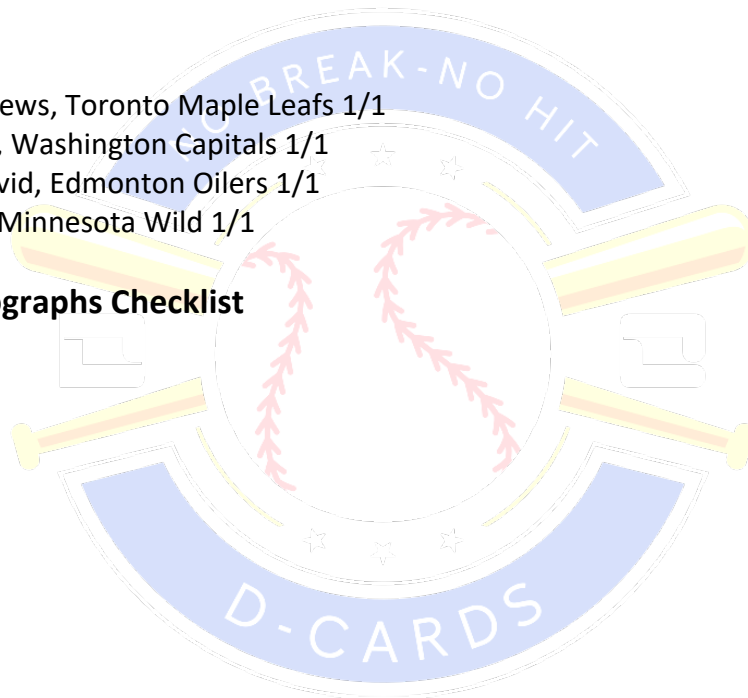 NO BREAK-NO HIT
ews, Toronto Maple Leafs 1/1
, Washington Capitals 1/1
vid, Edmonton Oilers 1/1
Minnesota Wild 1/1
graphs Checklist
D-CARDS